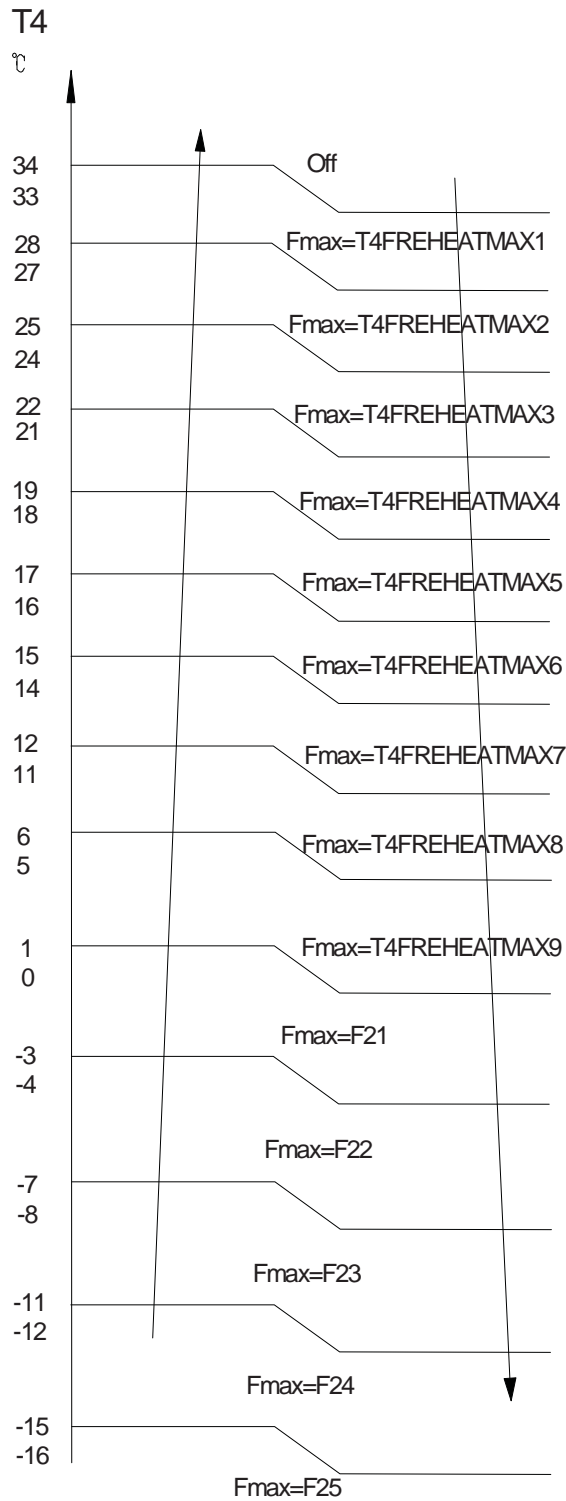 T4
℃
34
Off
33
Fmax=T4FREHEATMAX1
28
27
Fmax=T4FREHEATMAX2
25
24
Fmax=T4FREHEATMAX3
22
21
Fmax=T4FREHEATMAX4
19
18
Fmax=T4FREHEATMAX5
17
16
Fmax=T4FREHEATMAX6
15
14
Fmax=T4FREHEATMAX7
12
11
Fmax=T4FREHEATMAX8
6
5
Fmax=T4FREHEATMAX9
1
0
Fmax=F21
-3
-4
Fmax=F22
-7
-8
Fmax=F23
-11
-12
Fmax=F24
-15
-16
Fmax=F25